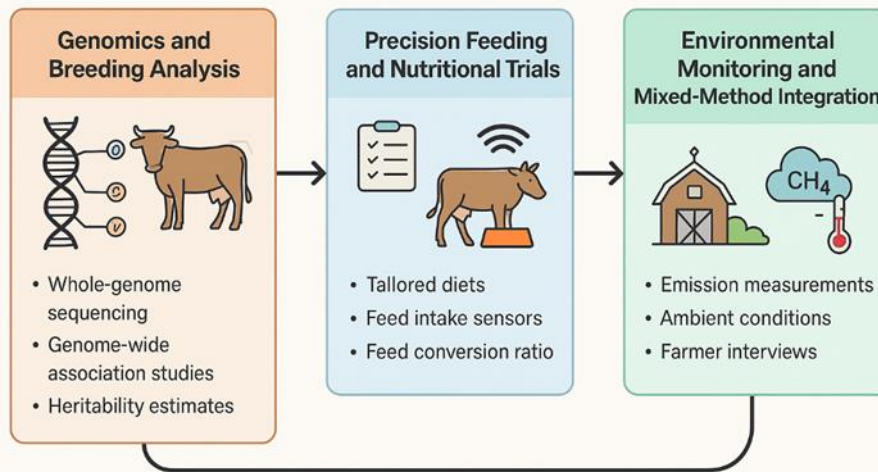 Genomics and
Breeding Analysis
O
S
V
• Whole-genome
sequencing
• Genome-wide
association studies
• Heritability estimates
Precision Feeding
and Nutritional Trials
• Tallored diets
• Feed intake sensors
• Feed conversion ratio
Environmental
Monitoring and
Mixed-Method Integration
CH₄
• Emission measurements
• Ambient conditions
• Farmer interviews